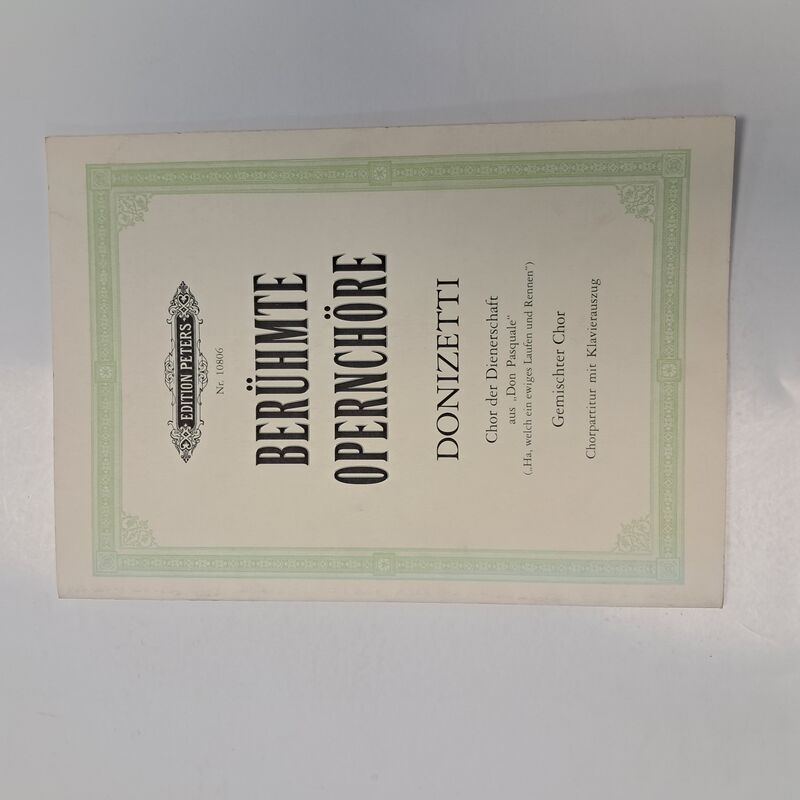 EDITION PETERS
Nr. 10806
BERÜHMTE
OPERNCHÖRE
DONIZETTI
Chor der Dienerschaft
aus „Don Pasquale“
(„Ha, welch ein ewiges Laufen und Rennen“)
Gemischter Chor
Chorpartitur mit Klavierauszug